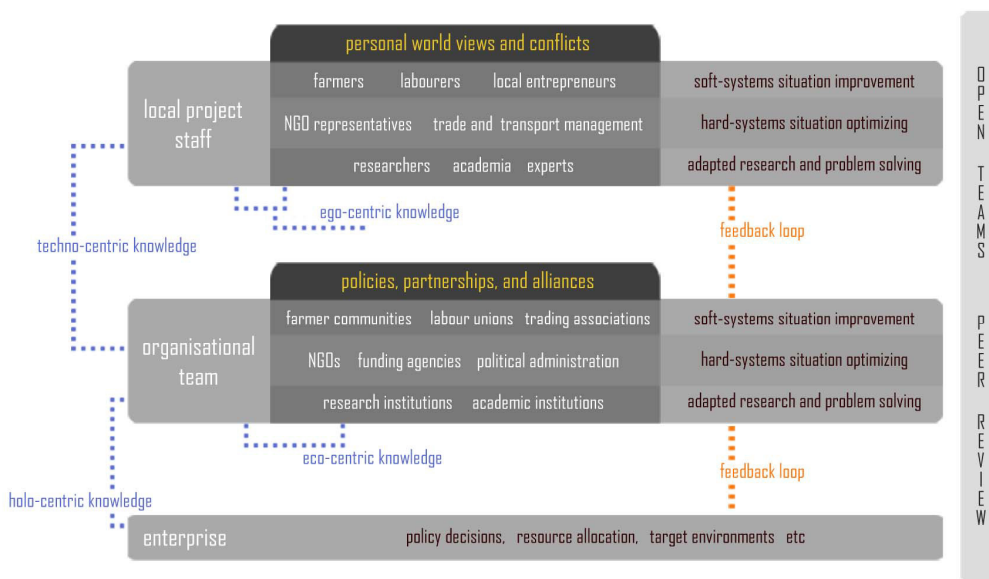 personal world views and conflicts
local project
staff
farmers labourers local entrepreneurs
soft-systems situation improvement
NGO representatives trade and transport management
hard-systems situation optimizing
researchers academia experts
adapted research and problem solving
ego-centric knowledge
techno-centric knowledge
feedback loop
policies, partnerships, and alliances
organisational
team
farmer communities labour unions trading associations
soft-systems situation improvement
NGOs funding agencies political administration
hard-systems situation optimizing
research institutions academic institutions
adapted research and problem solving
eco-centric knowledge
feedback loop
holo-centric knowledge
enterprise
policy decisions, resource allocation, target environments etc
OPEN TEAMS PEER REVIEW